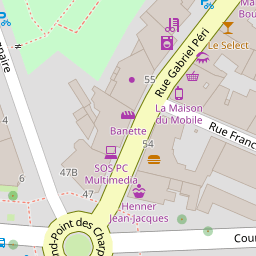 Rue Gabriel Péri
Le Select
55
La Maison
du Mobile
Banette
Rue Franc
SOS PC
Multimedia
54
47B
47
Henner
Jean-Jacques
Cou